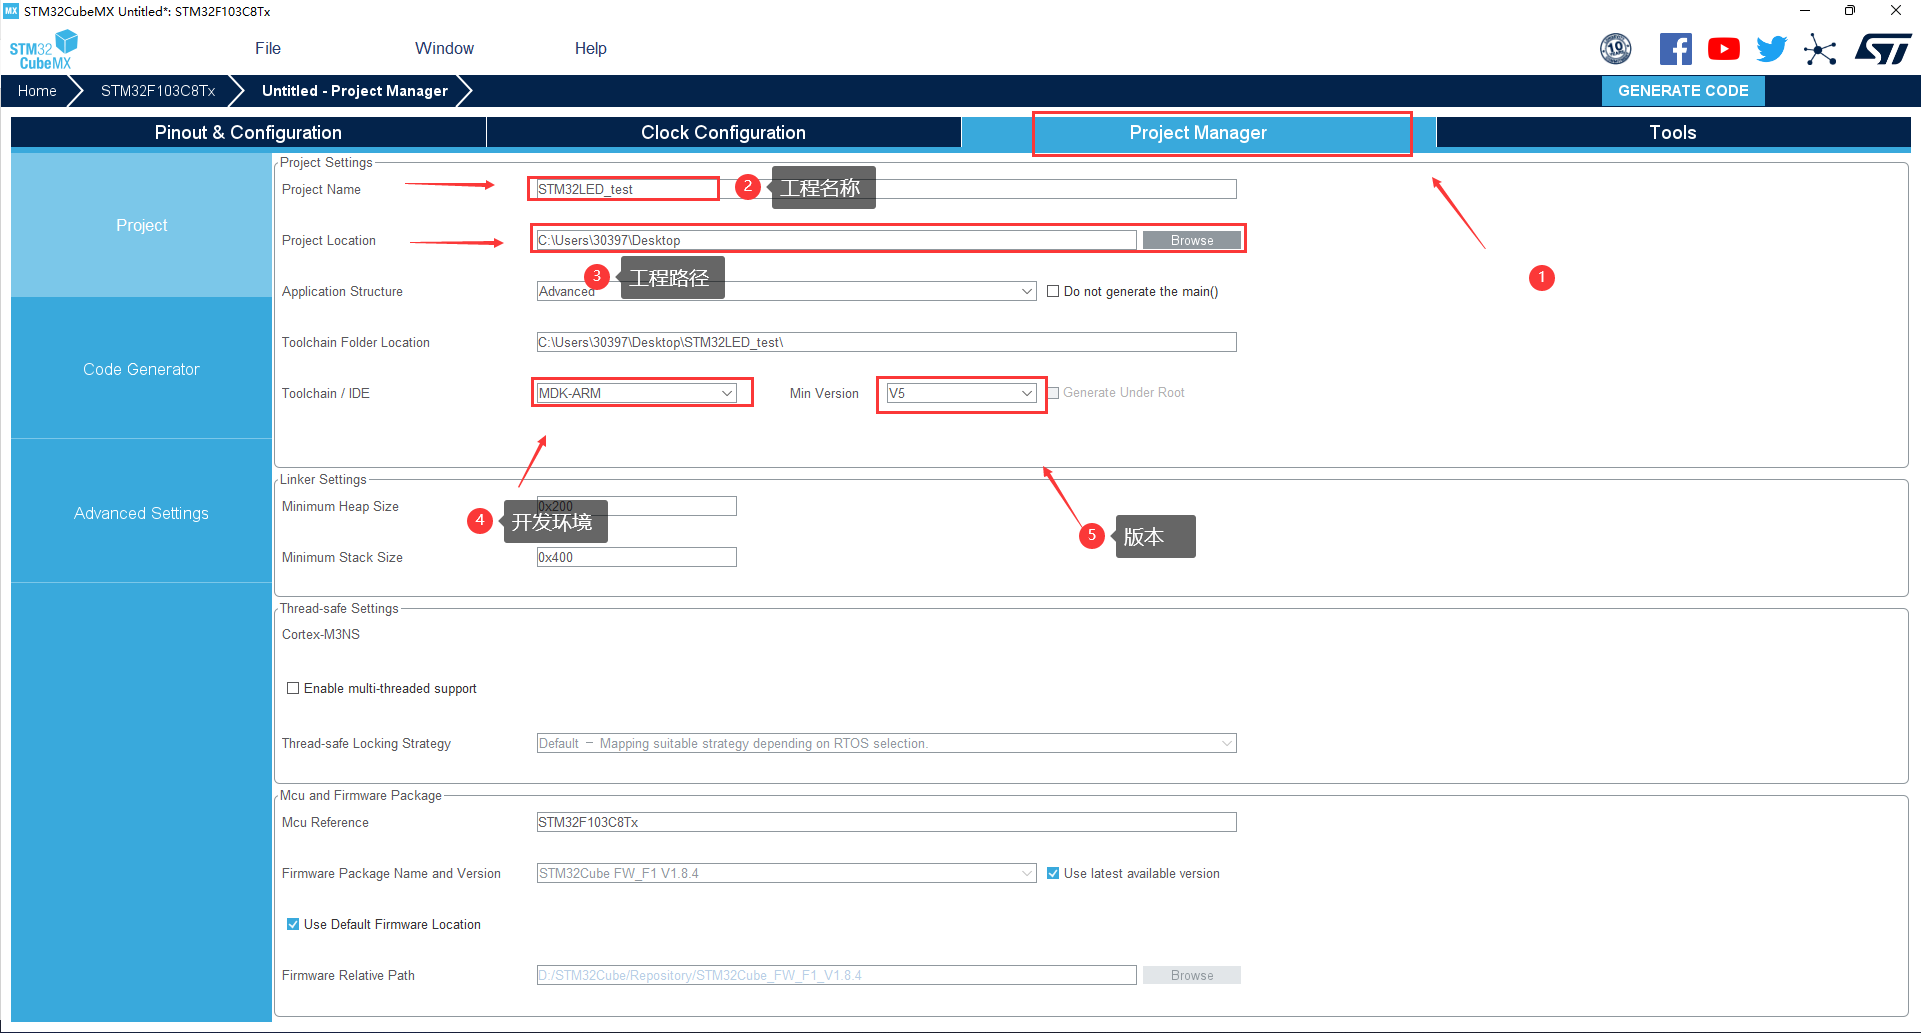 MX STM32CubeMX Untitled*: STM32F103C8Tx
STM32 CubeMX
File Window Help
10 YEARS
Home STM32F103C8Tx Untitled - Project Manager GENERATE CODE
Pinout & Configuration Clock Configuration Project Manager Tools
Project
Code Generator
Advanced Settings
Project Settings
Project Name STM32LED_test 2 工程名称
Project Location C:\Users\30397\Desktop Browse
1
3 工程路径
Application Structure Advanced Do not generate the main()
Toolchain Folder Location C:\Users\30397\Desktop\STM32LED_test\
Toolchain / IDE MDK-ARM Min Version V5 Generate Under Root
Linker Settings
Minimum Heap Size 0x200
4 开发环境
5 版本
Minimum Stack Size 0x400
Thread-safe Settings
Cortex-M3NS
Enable multi-threaded support
Thread-safe Locking Strategy Default － Mapping suitable strategy depending on RTOS selection.
Mcu and Firmware Package
Mcu Reference STM32F103C8Tx
Firmware Package Name and Version STM32Cube FW_F1 V1.8.4 Use latest available version
Use Default Firmware Location
Firmware Relative Path D:/STM32Cube/Repository/STM32Cube_FW_F1_V1.8.4 Browse